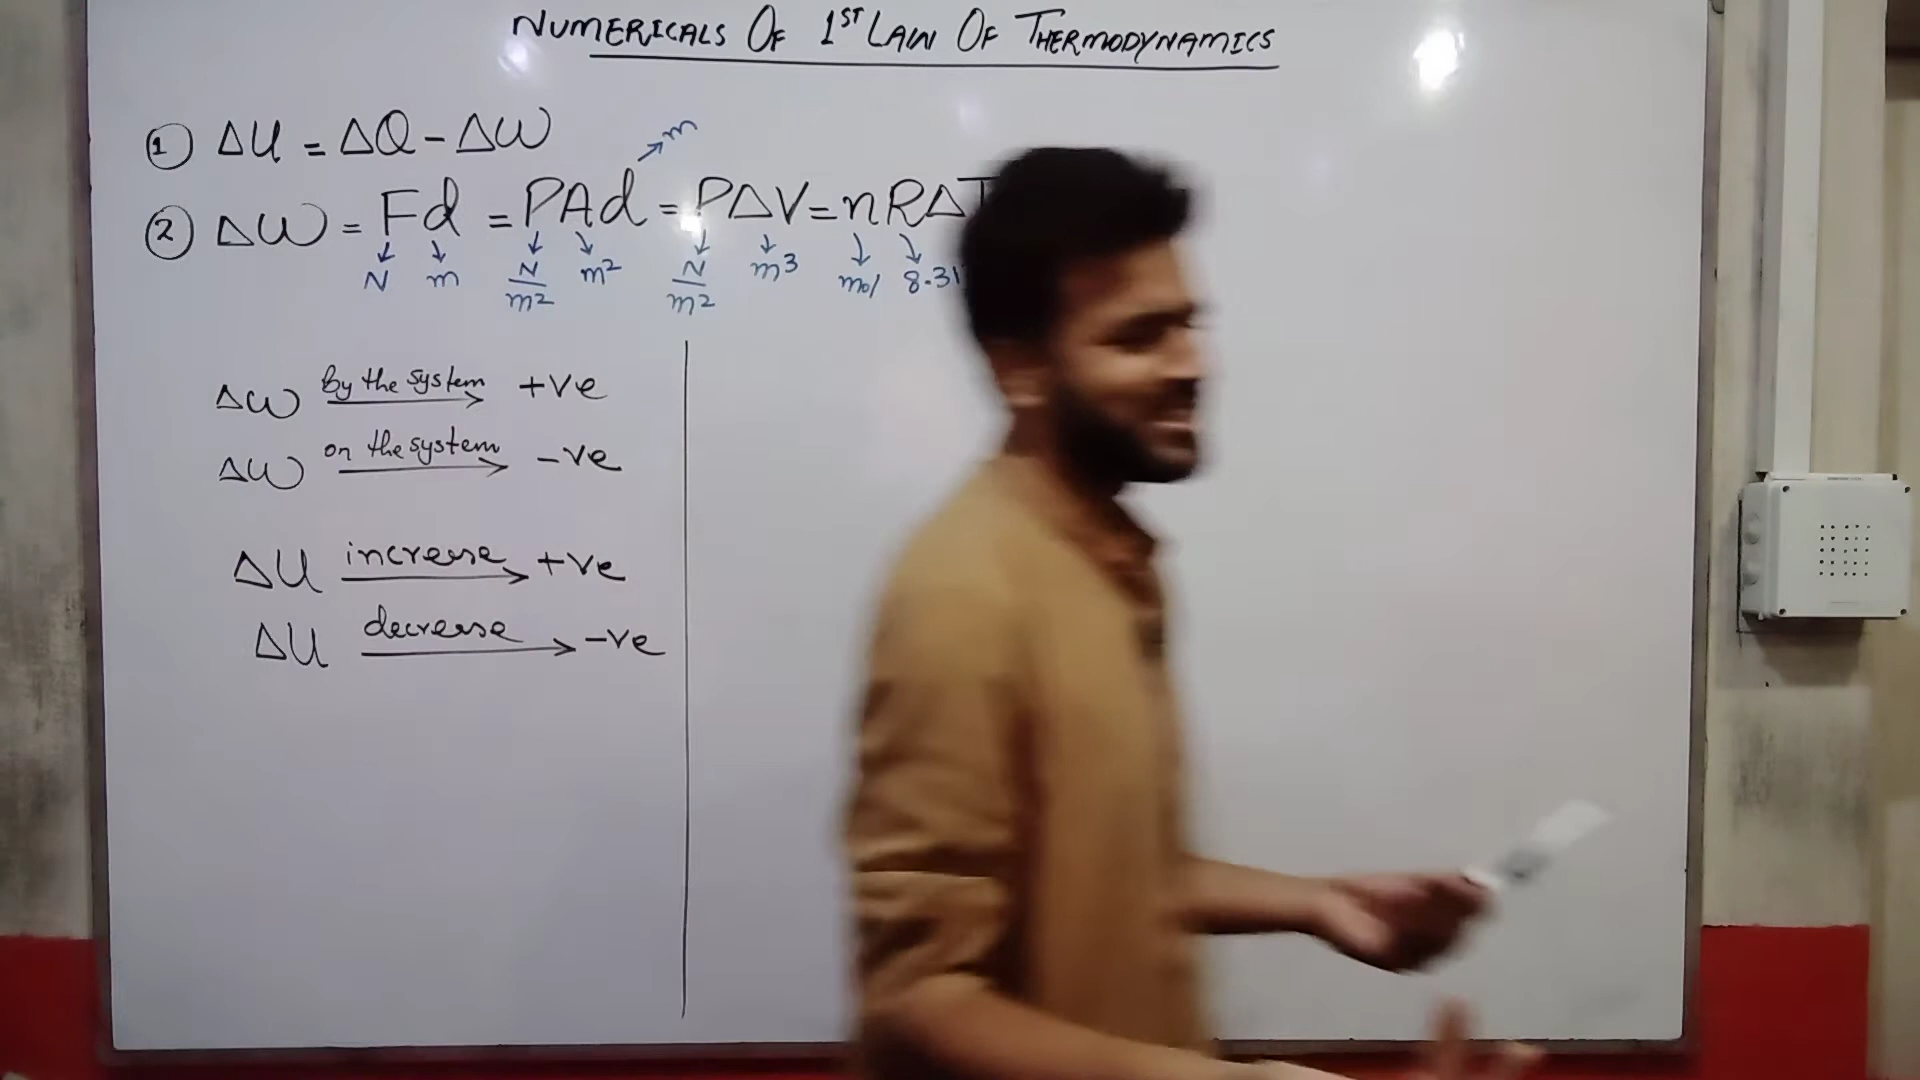 NUMERICALS OF 1ST LAW OF THERMODYNAMICS
① ΔU = ΔQ - ΔW
→ m
② ΔW = Fd = PAd = PΔV = nRΔT
↓ N ↓ m ↓ N/m² ↓ m² ↓ N/m² ↓ m³ ↓ mol ↓ 8.31
ΔW By the system → +ve
ΔW on the system → -ve
ΔU increase → +ve
ΔU decrease → -ve